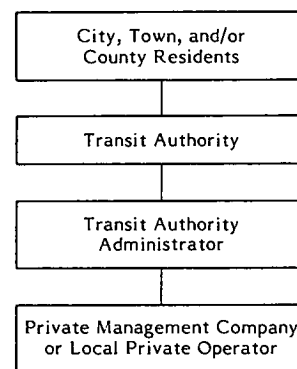 City, Town, and/or
County Residents
Transit Authority
Transit Authority
Administrator
Private Management Company
or Local Private Operator